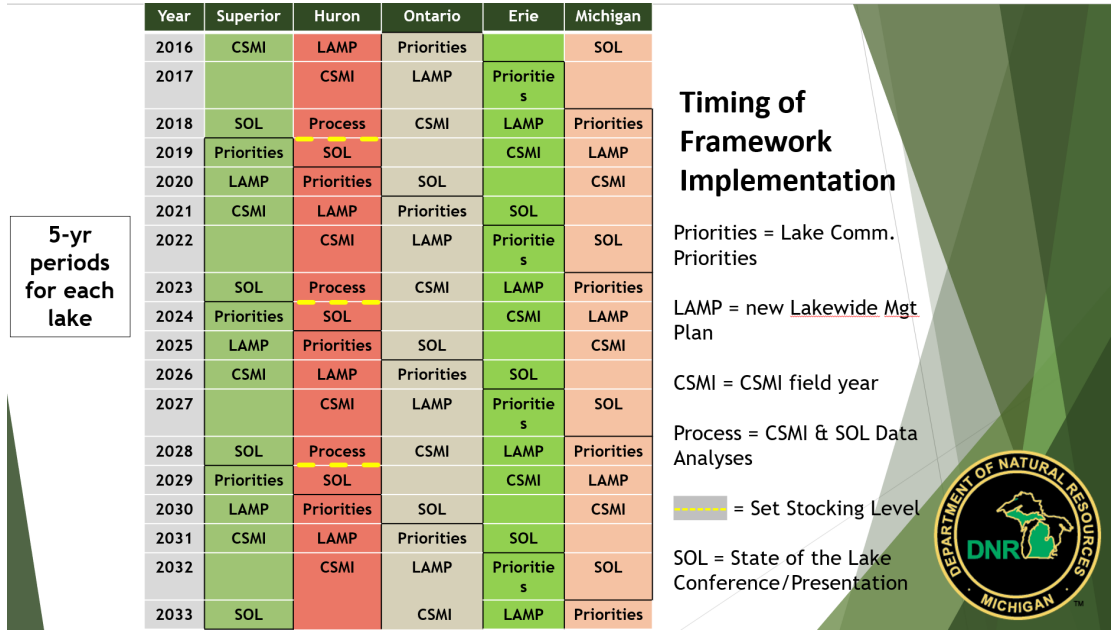 Year Superior Huron Ontario Erie Michigan
2016 CSMI LAMP Priorities SOL
2017 CSMI LAMP Prioritie
s
2018 SOL Process CSMI LAMP Priorities
2019 Priorities SOL CSMI LAMP
2020 LAMP Priorities SOL CSMI
2021 CSMI LAMP Priorities SOL
2022 CSMI LAMP Prioritie SOL
s
2023 SOL Process CSMI LAMP Priorities
2024 Priorities SOL CSMI LAMP
2025 LAMP Priorities SOL CSMI
2026 CSMI LAMP Priorities SOL
2027 CSMI LAMP Prioritie SOL
s
2028 SOL Process CSMI LAMP Priorities
2029 Priorities SOL CSMI LAMP
2030 LAMP Priorities SOL CSMI
2031 CSMI LAMP Priorities SOL
2032 CSMI LAMP Prioritie SOL
s
2033 SOL CSMI LAMP Priorities
5-yr
periods
for each
lake
Timing of
Framework
Implementation
Priorities = Lake Comm.
Priorities
LAMP = new Lakewide Mgt
Plan
CSMI = CSMI field year
Process = CSMI & SOL Data
Analyses
= Set Stocking Level
SOL = State of the Lake
Conference/Presentation
DEPARTMENT OF NATURAL RESOURCES
DNR
MICHIGAN
TM